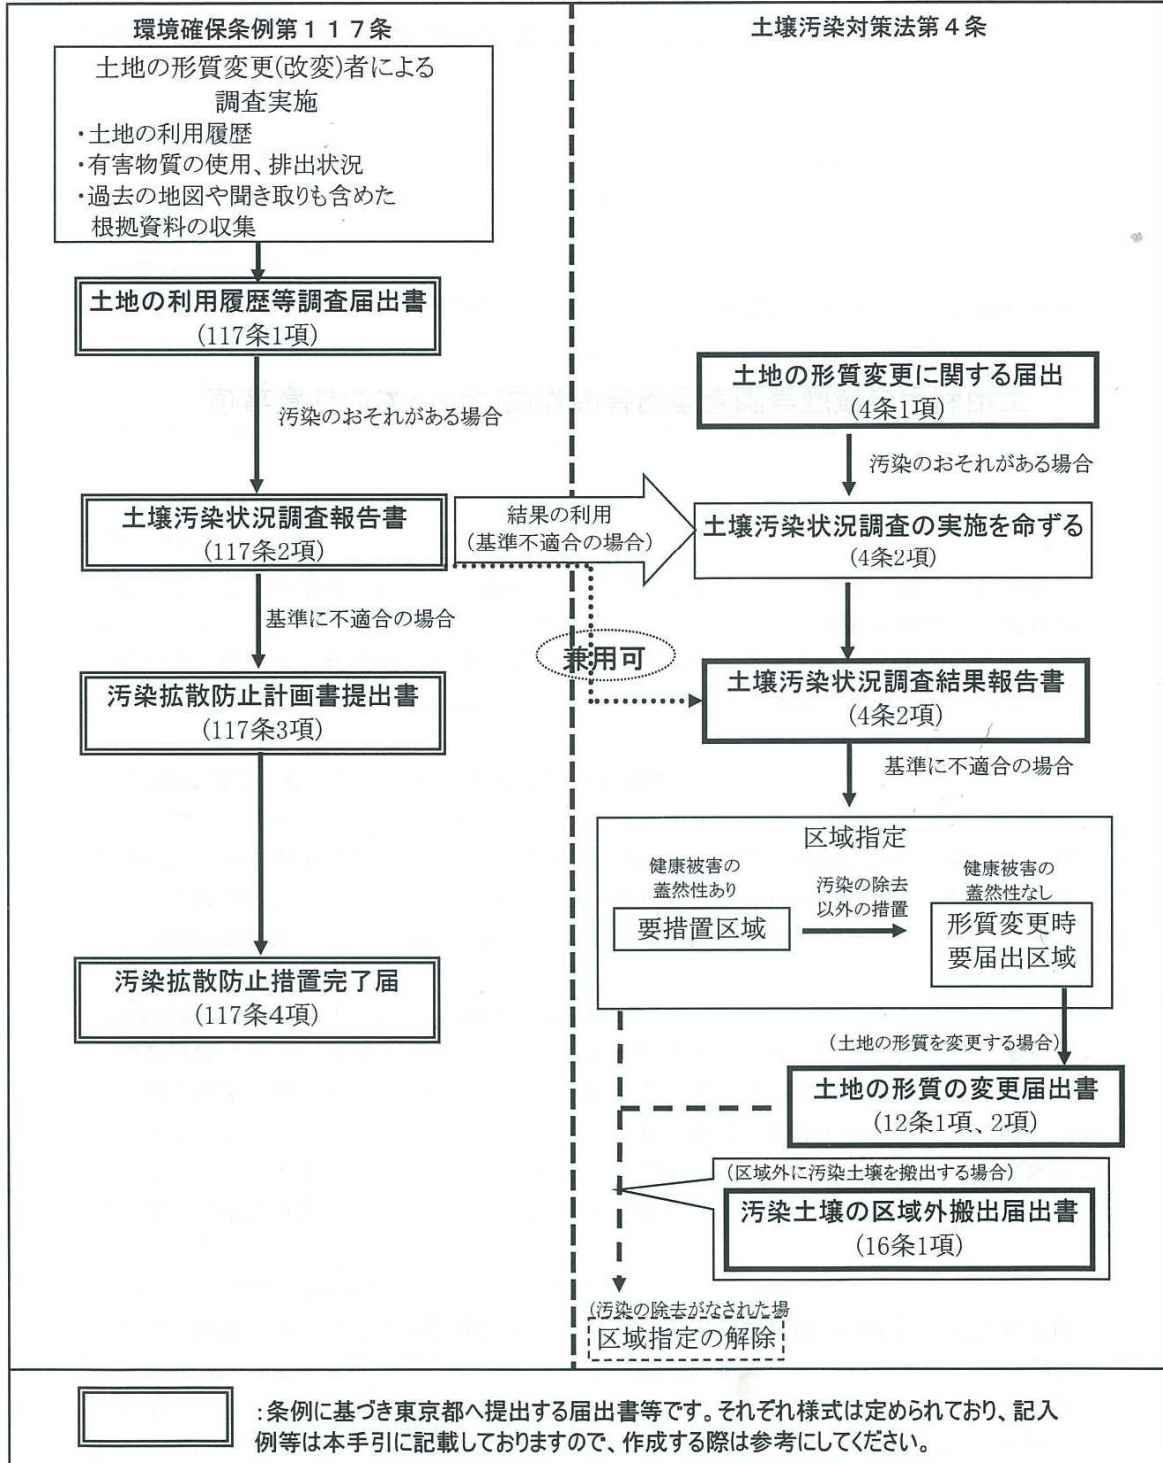 環境確保条例第117条
土地の形質変更(改変)者による
調査実施
・土地の利用履歴
・有害物質の使用、排出状況
・過去の地図や聞き取りも含めた
根拠資料の収集
土地の利用履歴等調査届出書
(117条1項)
汚染のおそれがある場合
土壌汚染状況調査報告書
(117条2項)
基準に不適合の場合
汚染拡散防止計画書提出書
(117条3項)
汚染拡散防止措置完了届
(117条4項)
結果の利用
(基準不適合の場合)
兼用可
土壌汚染対策法第4条
土地の形質変更に関する届出
(4条1項)
汚染のおそれがある場合
土壌汚染状況調査の実施を命ずる
(4条2項)
土壌汚染状況調査結果報告書
(4条2項)
基準に不適合の場合
区域指定
健康被害の
蓋然性あり
要措置区域
汚染の除去
以外の措置
健康被害の
蓋然性なし
形質変更時
要届出区域
(土地の形質を変更する場合)
土地の形質の変更届出書
(12条1項、2項)
(区域外に汚染土壌を搬出する場合)
汚染土壌の区域外搬出届出書
(16条1項)
(汚染の除去がなされた場
区域指定の解除
:条例に基づき東京都へ提出する届出書等です。それぞれ様式は定められており、記入
例等は本手引に記載しておりますので、作成する際は参考にしてください。